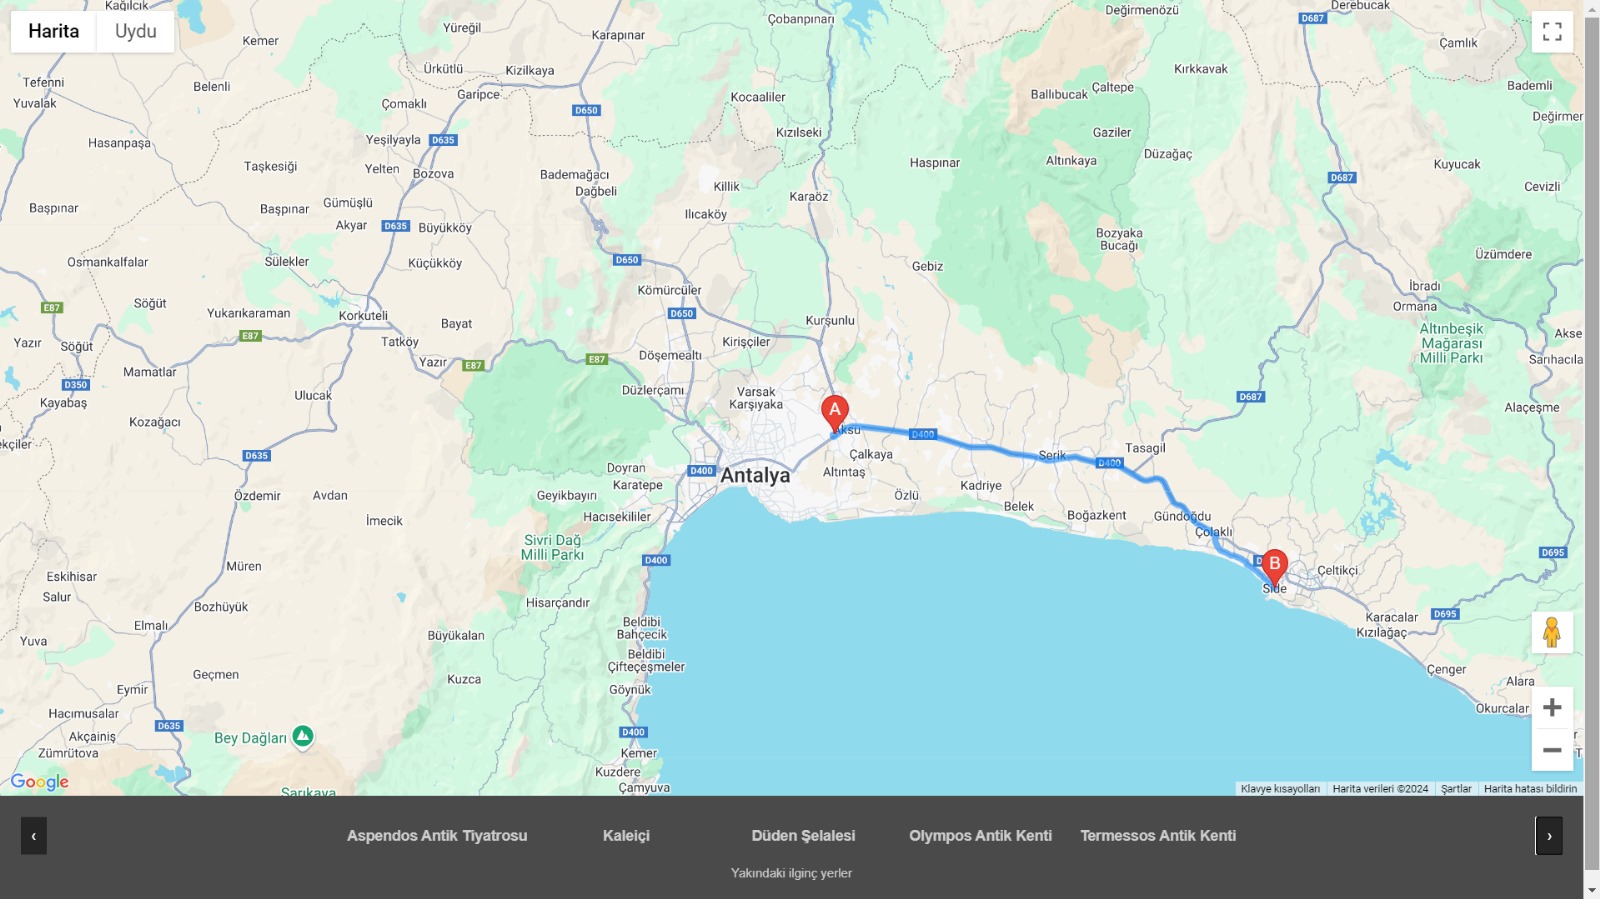 Kağılcık
Harita
Uydu
Yüreğil
Çobanpınarı
Değirmenözü
D687
Derebucak
Kemer
Karapınar
Çamlık
Tefenni
Belenli
Ürkütlü
Kızılkaya
Kırkkavak
Yuvalak
Çomaklı
Garipce
D650
Kocaaliler
Ballıbucak
Çaltepe
Bademli
Hasanpaşa
Yeşilyayla
D635
Kızılseki
Gaziler
Değirmer
Taşkesiği
Yelten
Bozova
Bademağacı
Dağbeli
Killik
Haspınar
Altınkaya
Düzağaç
D687
Kuyucak
Cevizli
Başpınar
Başpınar
Gümüşlü
Akyar
D635
Büyükköy
Ilıcaköy
Karaöz
Bozyaka
Bucağı
Üzümdere
Osmankalfalar
Sülekler
Küçükköy
D650
Gebiz
Kömürcüler
İbradı
Ormana
E87
Söğüt
Yukarıkaraman
Korkuteli
Bayat
D650
Kurşunlu
Altınbeşik
Mağarası
Milli Parkı
Akse
Sarıhacıla
Yazır
Söğüt
E87
Tatköy
Yazır
E87
E87
Döşemealtı
Kirişçiler
Mamatlar
D350
Kayabaş
Ulucak
Düzlerçamı
Varsak
Karşıyaka
D687
Alaçeşme
Kozağacı
ekçiler
A
Aksu
D400
Tasagil
D635
Çalkaya
Serik
D400
Doyran
Karatepe
D400
Antalya
Altıntaş
Özdemir
Avdan
Geyikbayırı
Özlü
Kadriye
Belek
Boğazkent
Gündoğdu
Çolaklı
İmecik
Hacısekililer
Sivri Dağ
Milli Parkı
D400
B
Side
Çeltikçi
D695
Eskihisar
Salur
Müren
Hisarçandır
Bozhüyük
Elmalı
Beldibi
Bahçecik
Karacalar
Kızılağaç
D695
Yuva
Büyükalan
Beldibi
Çifteçeşmeler
Geçmen
Kuzca
Göynük
Çenger
Alara
Eymir
Hacımusalar
D635
Okurcalar
Akçainiş
Zümrütova
Bey Dağları
D400
Kemer
Kuzdere
Çamyuva
Google
Sarıkaya
Klavye kısayolları
Harita verileri ©2024
Şartlar
Harita hatası bildirin
‹
Aspendos Antik Tiyatrosu
Kaleiçi
Düden Şelalesi
Olympos Antik Kenti
Termessos Antik Kenti
›
Yakındaki ilginç yerler